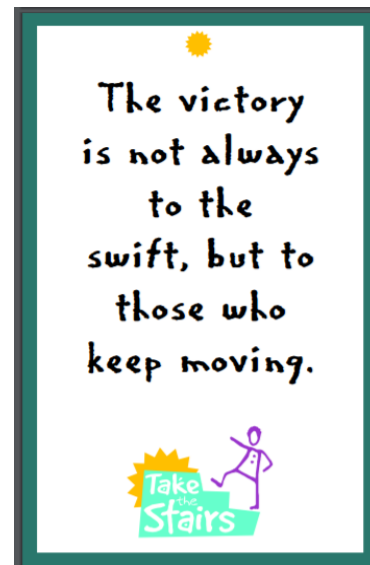 The victory
is not always
to the
swift, but to
those who
keep moving.
Take
the
Stairs